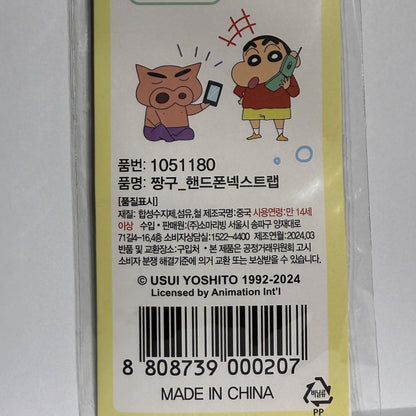 품번: 1051180
품명: 짱구_핸드폰넥스트랩
[품질표시]
재질: 합성수지제,섬유,철 제조국명:중국 사용연령:만 14세
이상 수입·판매원:(주)소마리빙 서울시 송파구 양재대로
71길4-16,4층 소비자상담실:1522-4400 제조연월:2024,03
반품 및 교환장소:구입처 • 본 제품은 공정거래위원회 고시
소비자 분쟁 해결기준에 의거 교환 또는 보상받을 수 있습니다.
© USUI YOSHITO 1992-2024
Licensed by Animation Int'l
8 808739 000207
MADE IN CHINA
비닐류
PP